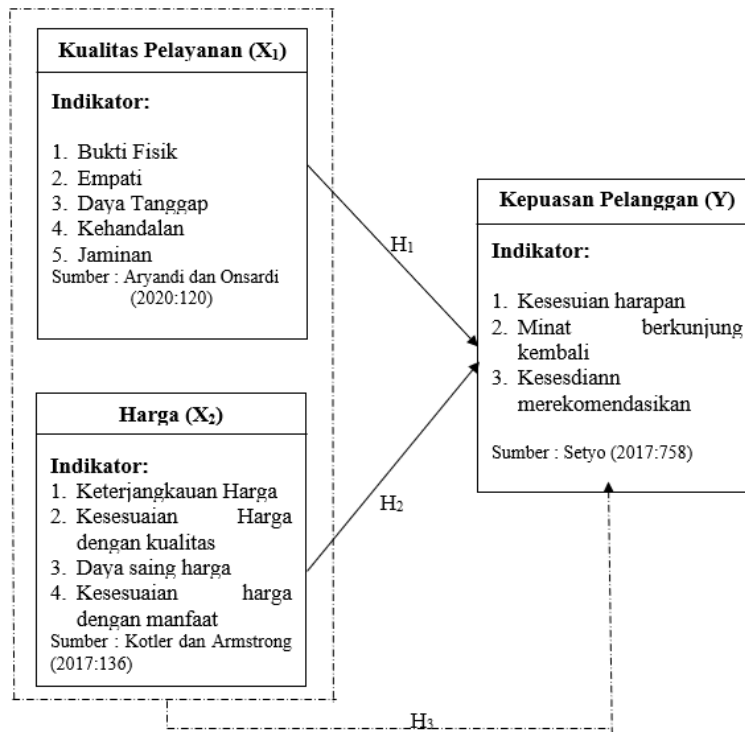 Kualitas Pelayanan (X₁)
Indikator:
1. Bukti Fisik
2. Empati
3. Daya Tanggap
4. Kehandalan
5. Jaminan
Sumber : Aryandi dan Onsardi
(2020:120)
H₁
Kepuasan Pelanggan (Y)
Indikator:
1. Kesesuian harapan
2. Minat berkunjung
kembali
3. Kesesdiann
merekomendasikan
Sumber : Setyo (2017:758)
Harga (X₂)
Indikator:
1. Keterjangkauan Harga
2. Kesesuaian Harga
dengan kualitas
3. Daya saing harga
4. Kesesuaian harga
dengan manfaat
Sumber : Kotler dan Armstrong
(2017:136)
H₂
H₃